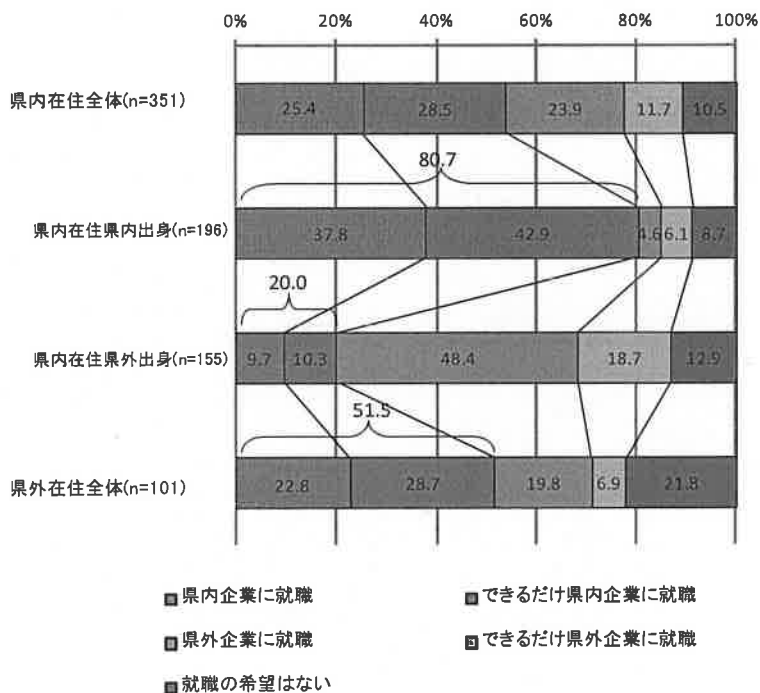 0% 20% 40% 60% 80% 100%
県内在住全体(n=351)
25.4 28.5 23.9 11.7 10.5
80.7
県内在住県内出身(n=196)
37.8 42.9 4.6 6.1 8.7
20.0
県内在住県外出身(n=155)
9.7 10.3 48.4 18.7 12.9
51.5
県外在住全体(n=101)
22.8 28.7 19.8 6.9 21.8
県内企業に就職 できるだけ県内企業に就職
県外企業に就職 できるだけ県外企業に就職
就職の希望はない